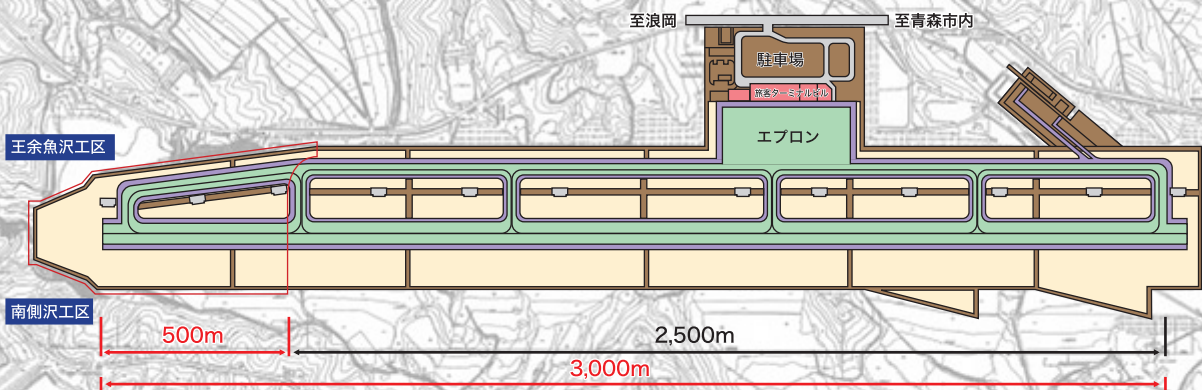 至浪岡
至青森市内
駐車場
旅客ターミナルビル
エプロン
王余魚沢工区
南側沢工区
500m
2,500m
3,000m